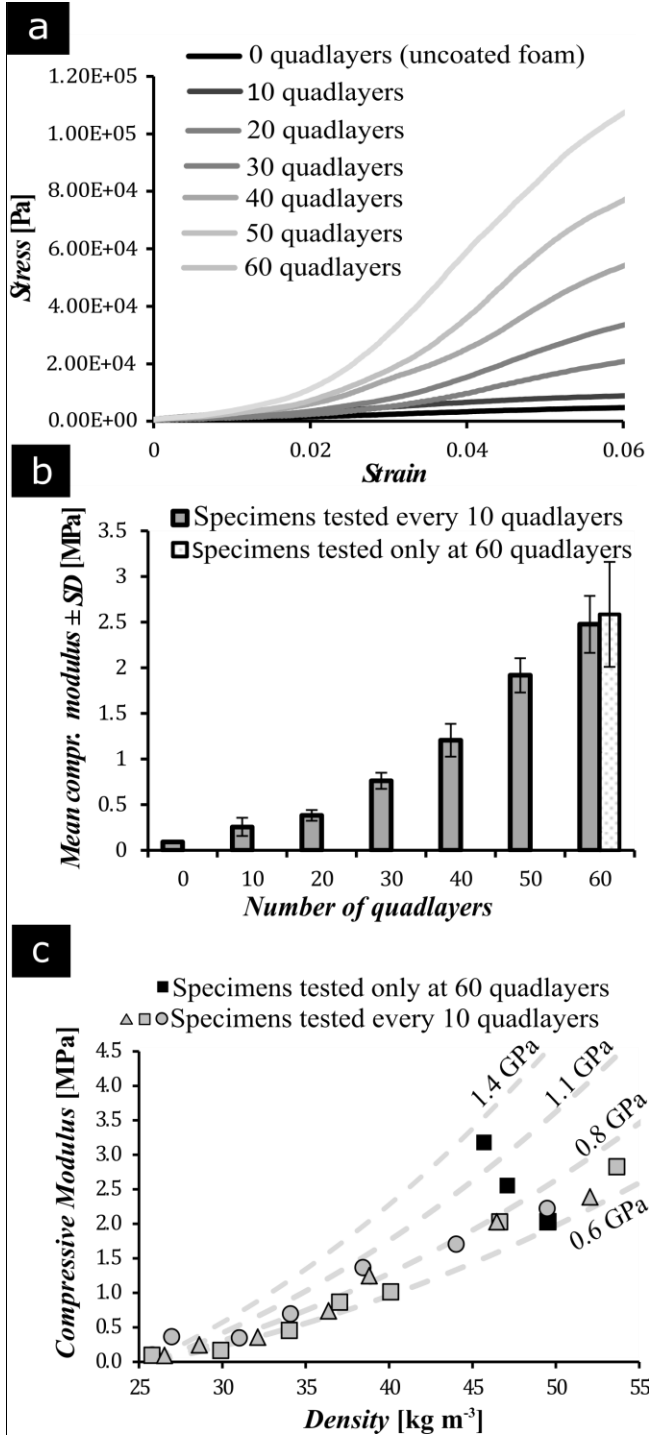 a
0 quadlayers (uncoated foam)
10 quadlayers
20 quadlayers
30 quadlayers
40 quadlayers
50 quadlayers
60 quadlayers
1.20E+05
1.00E+05
8.00E+04
6.00E+04
4.00E+04
2.00E+04
0.00E+00
Stress [Pa]
0 0.02 0.04 0.06
Strain
b
Specimens tested every 10 quadlayers
Specimens tested only at 60 quadlayers
Mean compr. modulus ± SD [MPa]
3.5
3
2.5
2
1.5
1
0.5
0
0 10 20 30 40 50 60
Number of quadlayers
c
Specimens tested only at 60 quadlayers
Specimens tested every 10 quadlayers
Compressive Modulus [MPa]
4.5
4.0
3.5
3.0
2.5
2.0
1.5
1.0
0.5
0.0
1.4 GPa
1.1 GPa
0.8 GPa
0.6 GPa
25 30 35 40 45 50 55
Density [kg m⁻³]